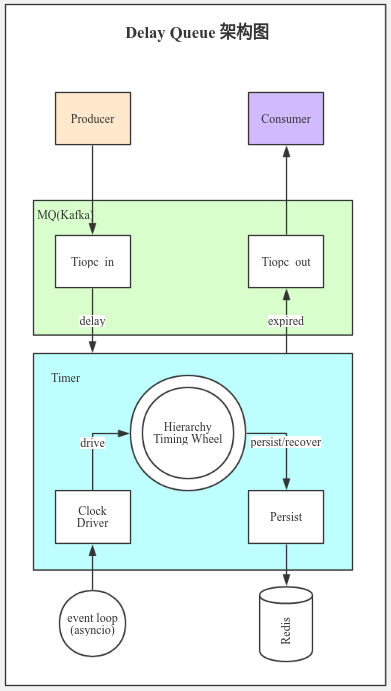 Delay Queue 架构图
Producer
Consumer
MQ(Kafka)
Tiopc in
Tiopc out
delay
expired
Timer
Hierarchy
Timing Wheel
drive
persist/recover
Clock
Driver
Persist
event loop
(asyncio)
Redis